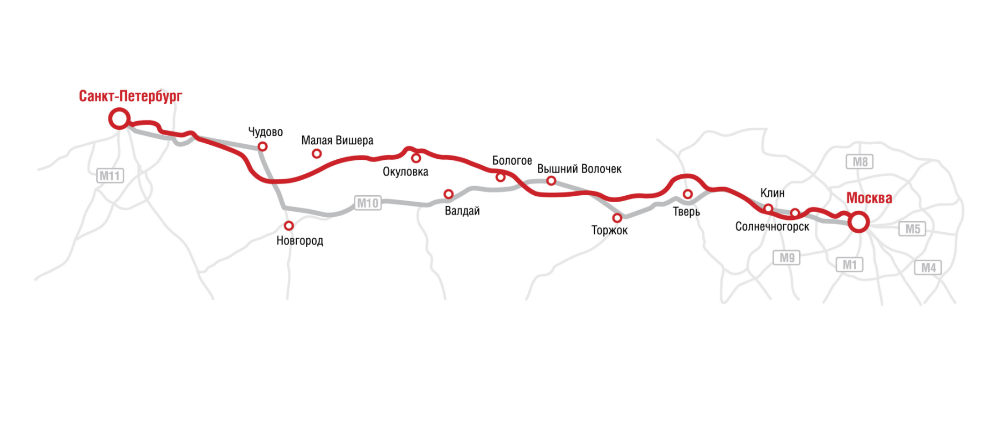 Санкт-Петербург
Чудово
Малая Вишера
Окуловка
Бологое
Вышний Волочек
M11
M10
Валдай
Новгород
Торжок
Тверь
Клин
Солнечногорск
Москва
M8
M5
M9
M1
M4